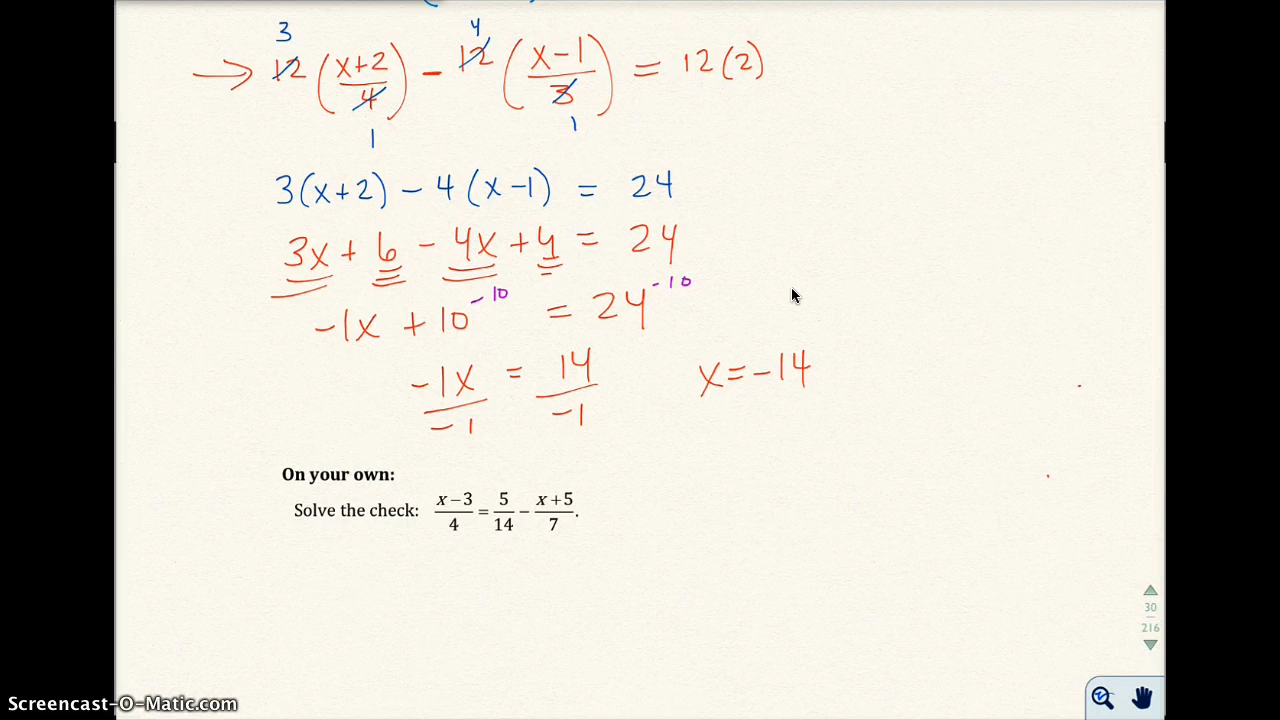 3 4
→ 12 (x+2/4) - 12 (x-1/3) = 12(2)
1 1
3(x+2) - 4(x-1) = 24
3x + 6 - 4x + 4 = 24
-1x + 10 -10 = 24 -10
-1x/-1 = 14/-1 x = -14
On your own:
Solve the check: x-3/4 = 5/14 - x+5/7.
30
216
Screencast-O-Matic.com